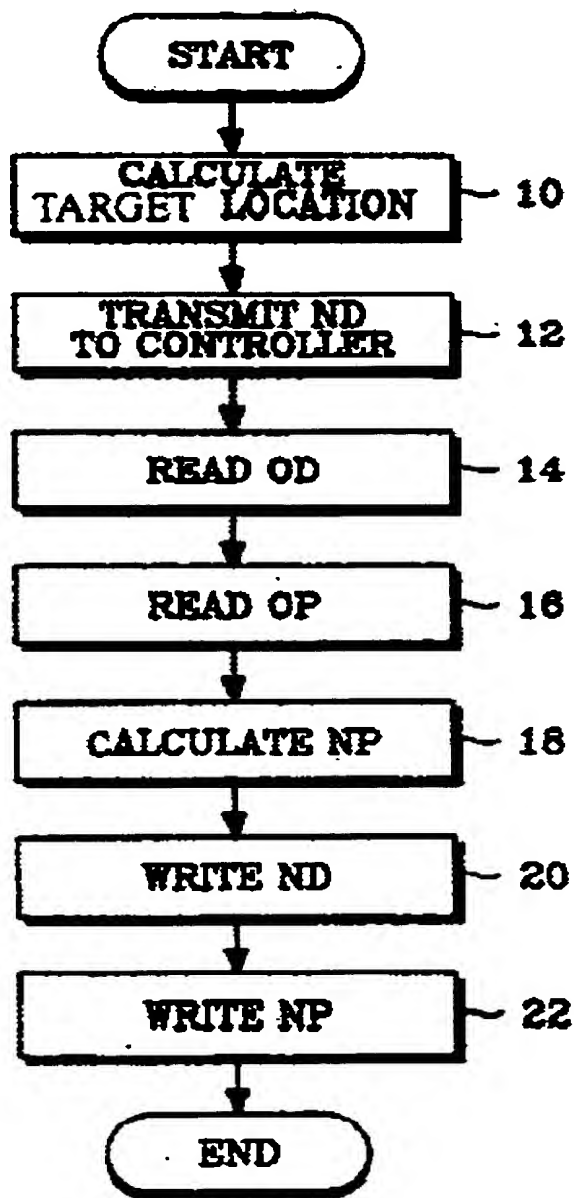 START
CALCULATE
TARGET LOCATION
10
TRANSMIT ND
TO CONTROLLER
12
READ OD
14
READ OP
16
CALCULATE NP
18
WRITE ND
20
WRITE NP
22
END